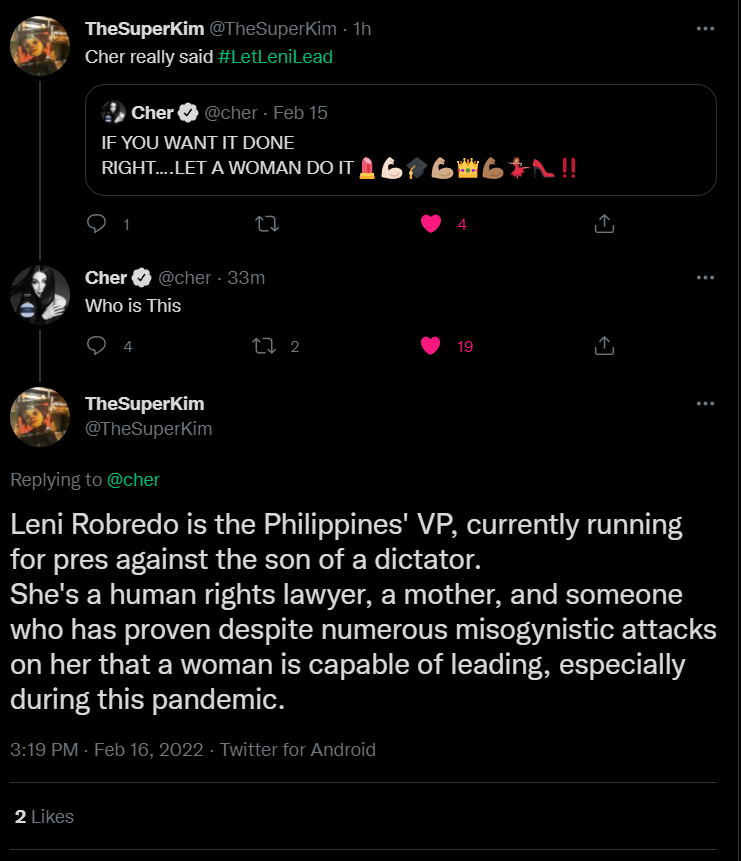 TheSuperKim @TheSuperKim · 1h
Cher really said #LetLeniLead
Cher @cher · Feb 15
IF YOU WANT IT DONE
RIGHT....LET A WOMAN DO IT💄💪🏻🎓💪🏼👑💪🏽💃🏽👠‼️
1
4
Cher @cher · 33m
Who is This
4 2 19
TheSuperKim
@TheSuperKim
Replying to @cher
Leni Robredo is the Philippines' VP, currently running
for pres against the son of a dictator.
She's a human rights lawyer, a mother, and someone
who has proven despite numerous misogynistic attacks
on her that a woman is capable of leading, especially
during this pandemic.
3:19 PM · Feb 16, 2022 · Twitter for Android
2 Likes